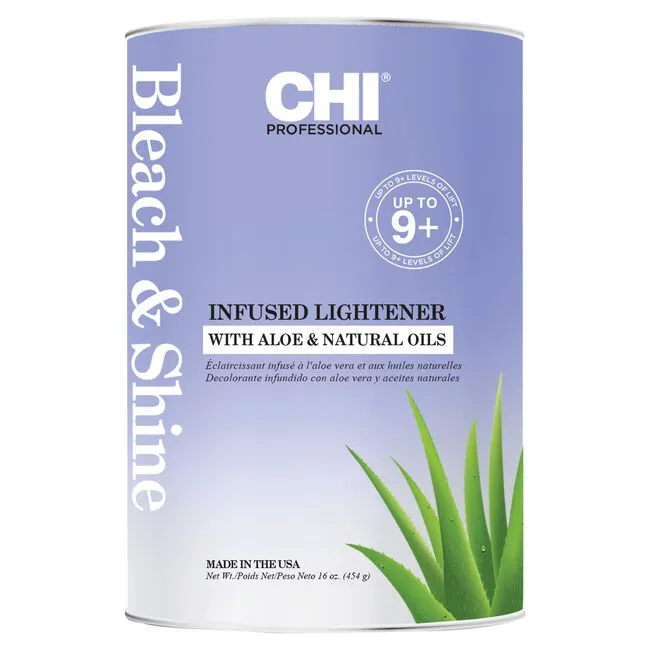 Bleach & Shine
CHI®
PROFESSIONAL
UP TO 9+ LEVELS OF LIFT
UP TO
9+
UP TO 9+ LEVELS OF LIFT
INFUSED LIGHTENER
WITH ALOE & NATURAL OILS
Éclaircissant infusé à l'aloe vera et aux huiles naturelles
Decolorante infundido con aloe vera y aceites naturales
MADE IN THE USA
Net Wt./Poids Net/Peso Neto 16 oz. (454 g)